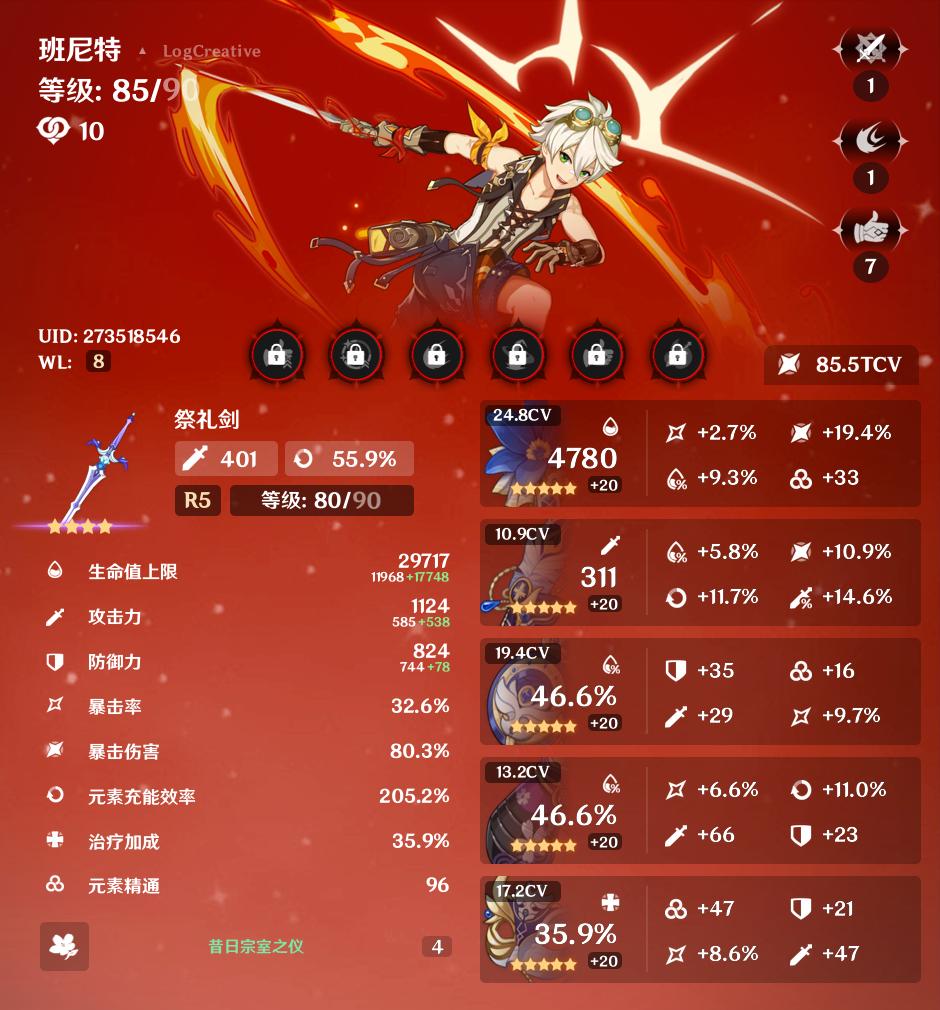 班尼特 ▲ LogCreative
等级: 85/90
10
1
1
7
UID: 273518546
WL: 8
85.5TCV
祭礼剑
401 55.9%
R5 等级: 80/90
生命值上限 29717
11968+17748
攻击力 1124
585+538
防御力 824
744+78
暴击率 32.6%
暴击伤害 80.3%
元素充能效率 205.2%
治疗加成 35.9%
元素精通 96
昔日宗室之仪 4
24.8CV
4780
+20
+2.7% +19.4%
+9.3% +33
10.9CV
311
+20
+5.8% +10.9%
+11.7% +14.6%
19.4CV
46.6%
+20
+35 +16
+29 +9.7%
13.2CV
46.6%
+20
+6.6% +11.0%
+66 +23
17.2CV
35.9%
+20
+47 +21
+8.6% +47